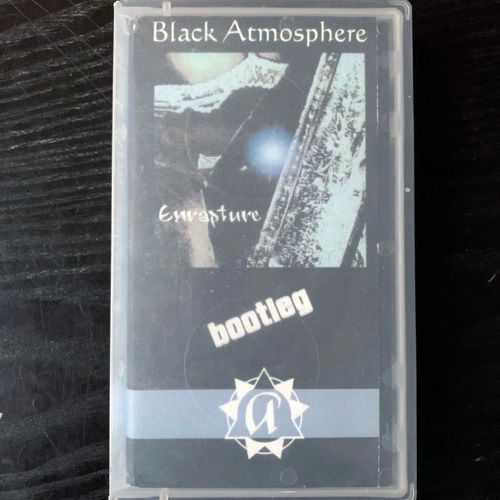 Black Atmosphere
Enrapture
bootleg
a